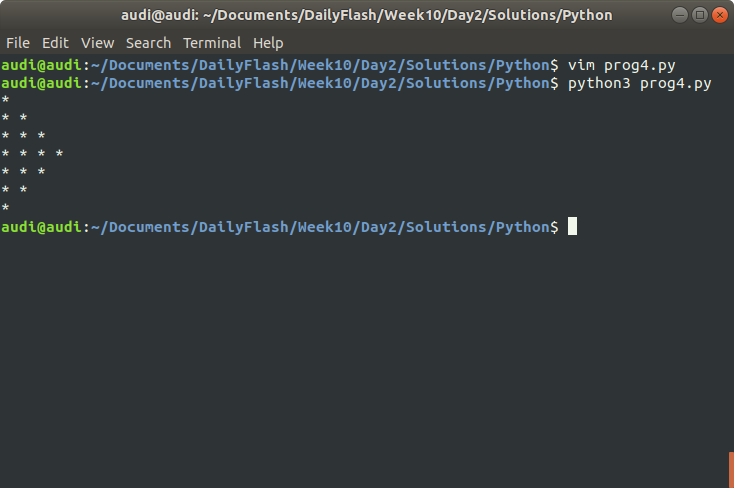 audi@audi: ~/Documents/DailyFlash/Week10/Day2/Solutions/Python
File Edit View Search Terminal Help
audi@audi:~/Documents/DailyFlash/Week10/Day2/Solutions/Python$ vim prog4.py
audi@audi:~/Documents/DailyFlash/Week10/Day2/Solutions/Python$ python3 prog4.py
*
* *
* * *
* * * *
* * *
* *
*
audi@audi:~/Documents/DailyFlash/Week10/Day2/Solutions/Python$